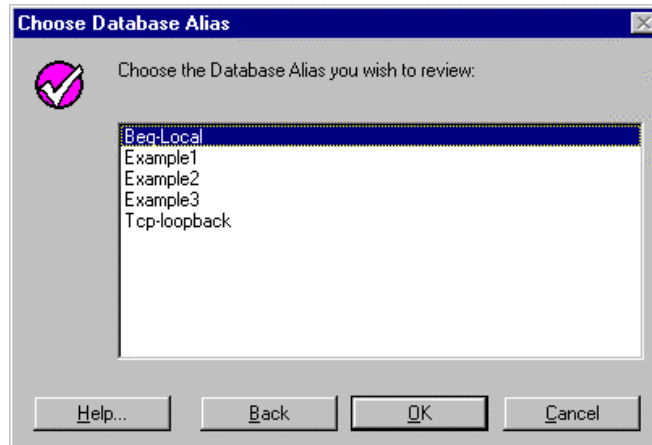 Choose Database Alias
Choose the Database Alias you wish to review:
Beq-Local
Example1
Example2
Example3
Tcp-loopback
Help...
Back
OK
Cancel